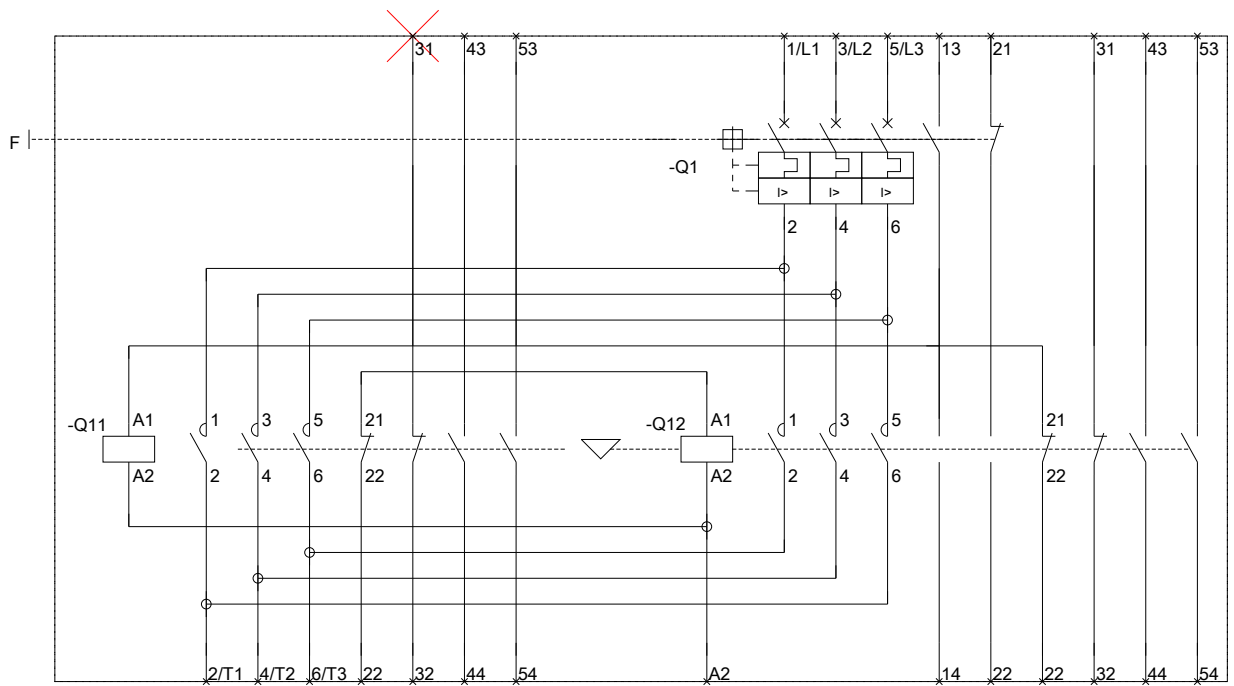 31 43 53 1/L1 3/L2 5/L3 13 21 31 43 53
F
-Q1
I> I> I>
2 4 6
-Q11 A1 1 3 5 21 -Q12 A1 1 3 5 21
A2 2 4 6 22 A2 2 4 6 22
2/T1 4/T2 6/T3 22 32 44 54 A2 14 22 22 32 44 54